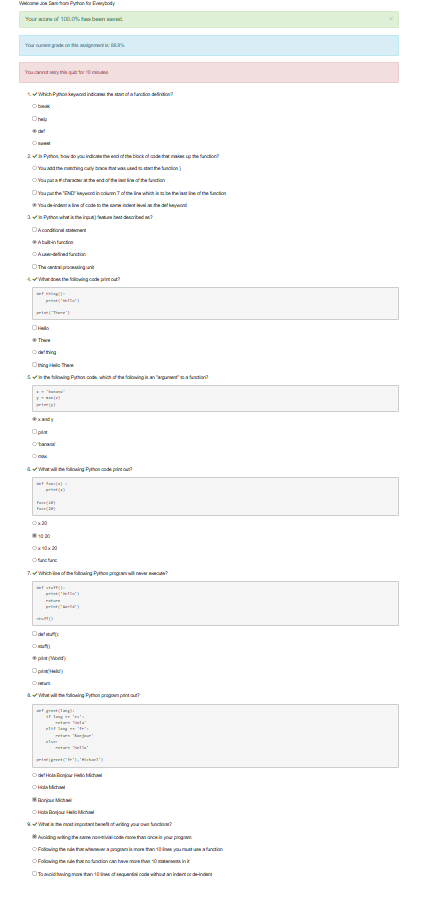 Welcome Joe Sam from Python for Everybody
Your score of 100.0% has been saved.
×
Your current grade on this assignment is: 88.8%
You cannot retry this quiz for 10 minutes
1. ✔ Which Python keyword indicates the start of a function definition?
break
help
def
sweet
2. ✔ In Python, how do you indicate the end of the block of code that makes up the function?
You add the matching curly brace that was used to start the function }
You put a # character at the end of the last line of the function
You put the "END" keyword in column 7 of the line which is to be the last line of the function
You de-indent a line of code to the same indent level as the def keyword
3. ✔ In Python what is the input() feature best described as?
A conditional statement
A built-in function
A user-defined function
The central processing unit
4. ✔ What does the following code print out?
def thing():
print('Hello')
print('There')
Hello
There
def thing
thing Hello There
5. ✔ In the following Python code, which of the following is an "argument" to a function?
x = 'banana'
y = max(x)
print(y)
x and y
print
'banana'
max
6. ✔ What will the following Python code print out?
def func(x) :
print(x)
func(10)
func(20)
x 20
10 20
x 10 x 20
func func
7. ✔ Which line of the following Python program will never execute?
def stuff():
print('Hello')
return
print('World')
stuff()
def stuff():
stuff()
print ('World')
print('Hello')
return
8. ✔ What will the following Python program print out?
def greet(lang):
if lang == 'es':
return 'Hola'
elif lang == 'fr':
return 'Bonjour'
else:
return 'Hello'
print(greet('fr'),'Michael')
def Hola Bonjour Hello Michael
Hola Michael
Bonjour Michael
Hola Bonjour Hello Michael
9. ✔ What is the most important benefit of writing your own functions?
Avoiding writing the same non-trivial code more than once in your program
Following the rule that whenever a program is more than 10 lines you must use a function
Following the rule that no function can have more than 10 statements in it
To avoid having more than 10 lines of sequential code without an indent or de-indent